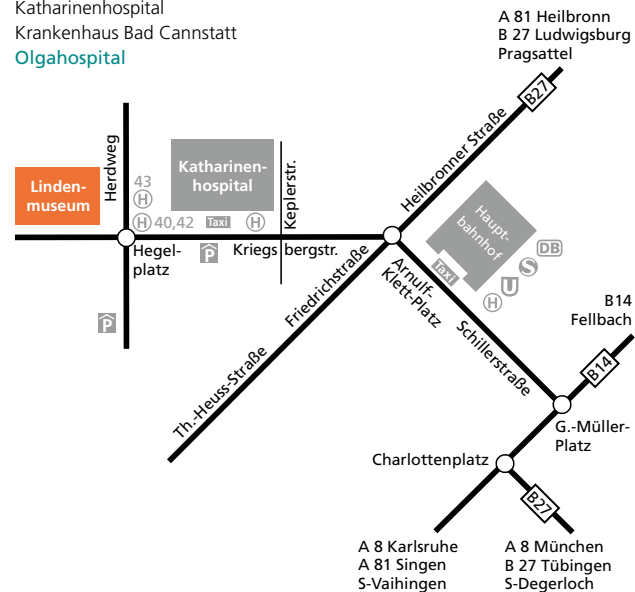 Katharinenhospital
Krankenhaus Bad Cannstatt
Olgahospital
A 81 Heilbronn
B 27 Ludwigsburg
Pragsattel
B27
Heilbronner Straße
Herdweg
Katharinen-
hospital
Keplerstr.
Linden-
museum
43
H
H 40,42
Taxi
H
Haupt-
bahnhof
Taxi
DB
S
U
H
Hegel-
platz
P
Kriegsbergstr.
Friedrichstraße
Arnulf-
Klett-Platz
P
Schillerstraße
B14
Fellbach
B14
Th.-Heuss-Straße
G.-Müller-
Platz
Charlottenplatz
B27
A 8 Karlsruhe
A 81 Singen
S-Vaihingen
A 8 München
B 27 Tübingen
S-Degerloch